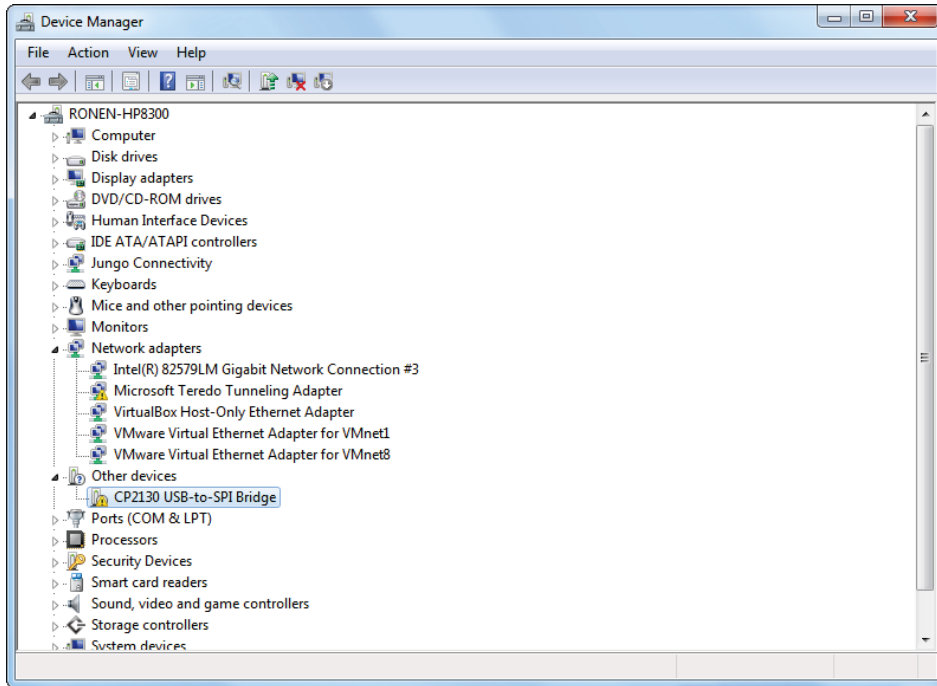 Device Manager
File Action View Help
RONEN-HP8300
Computer
Disk drives
Display adapters
DVD/CD-ROM drives
Human Interface Devices
IDE ATA/ATAPI controllers
Jungo Connectivity
Keyboards
Mice and other pointing devices
Monitors
Network adapters
Intel(R) 82579LM Gigabit Network Connection #3
Microsoft Teredo Tunneling Adapter
VirtualBox Host-Only Ethernet Adapter
VMware Virtual Ethernet Adapter for VMnet1
VMware Virtual Ethernet Adapter for VMnet8
Other devices
CP2130 USB-to-SPI Bridge
Ports (COM & LPT)
Processors
Security Devices
Smart card readers
Sound, video and game controllers
Storage controllers
System devices